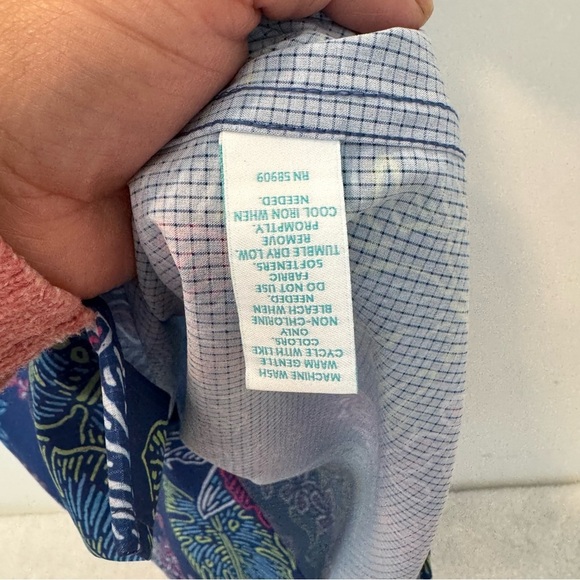 MACHINE WASH
WARM GENTLE
CYCLE WITH LIKE
COLORS.
ONLY
NON-CHLORINE
BLEACH WHEN
NEEDED.
DO NOT USE
FABRIC
SOFTENERS.
TUMBLE DRY LOW.
REMOVE
PROMPTLY.
COOL IRON WHEN
NEEDED.
RN 58909